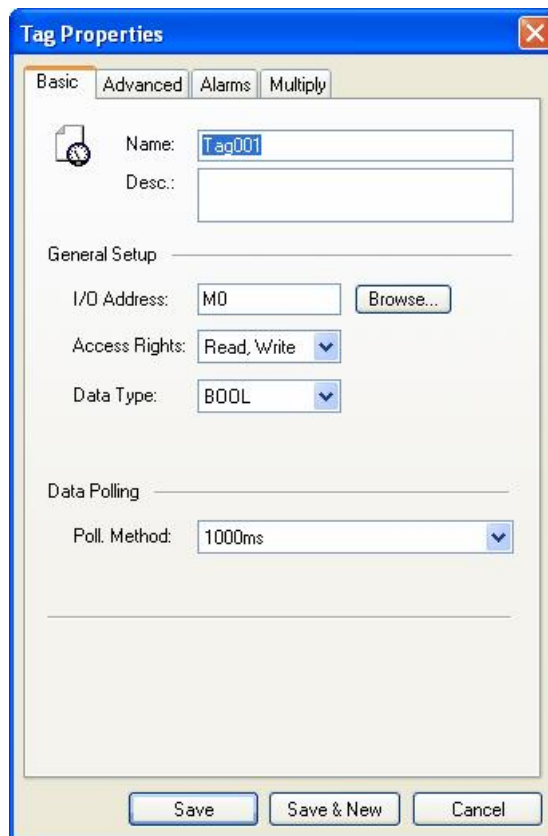 Tag Properties
Basic Advanced Alarms Multiply
Name: Tag001
Desc.:
General Setup
I/O Address: M0 Browse...
Access Rights: Read, Write
Data Type: BOOL
Data Polling
Poll. Method: 1000ms
Save Save & New Cancel